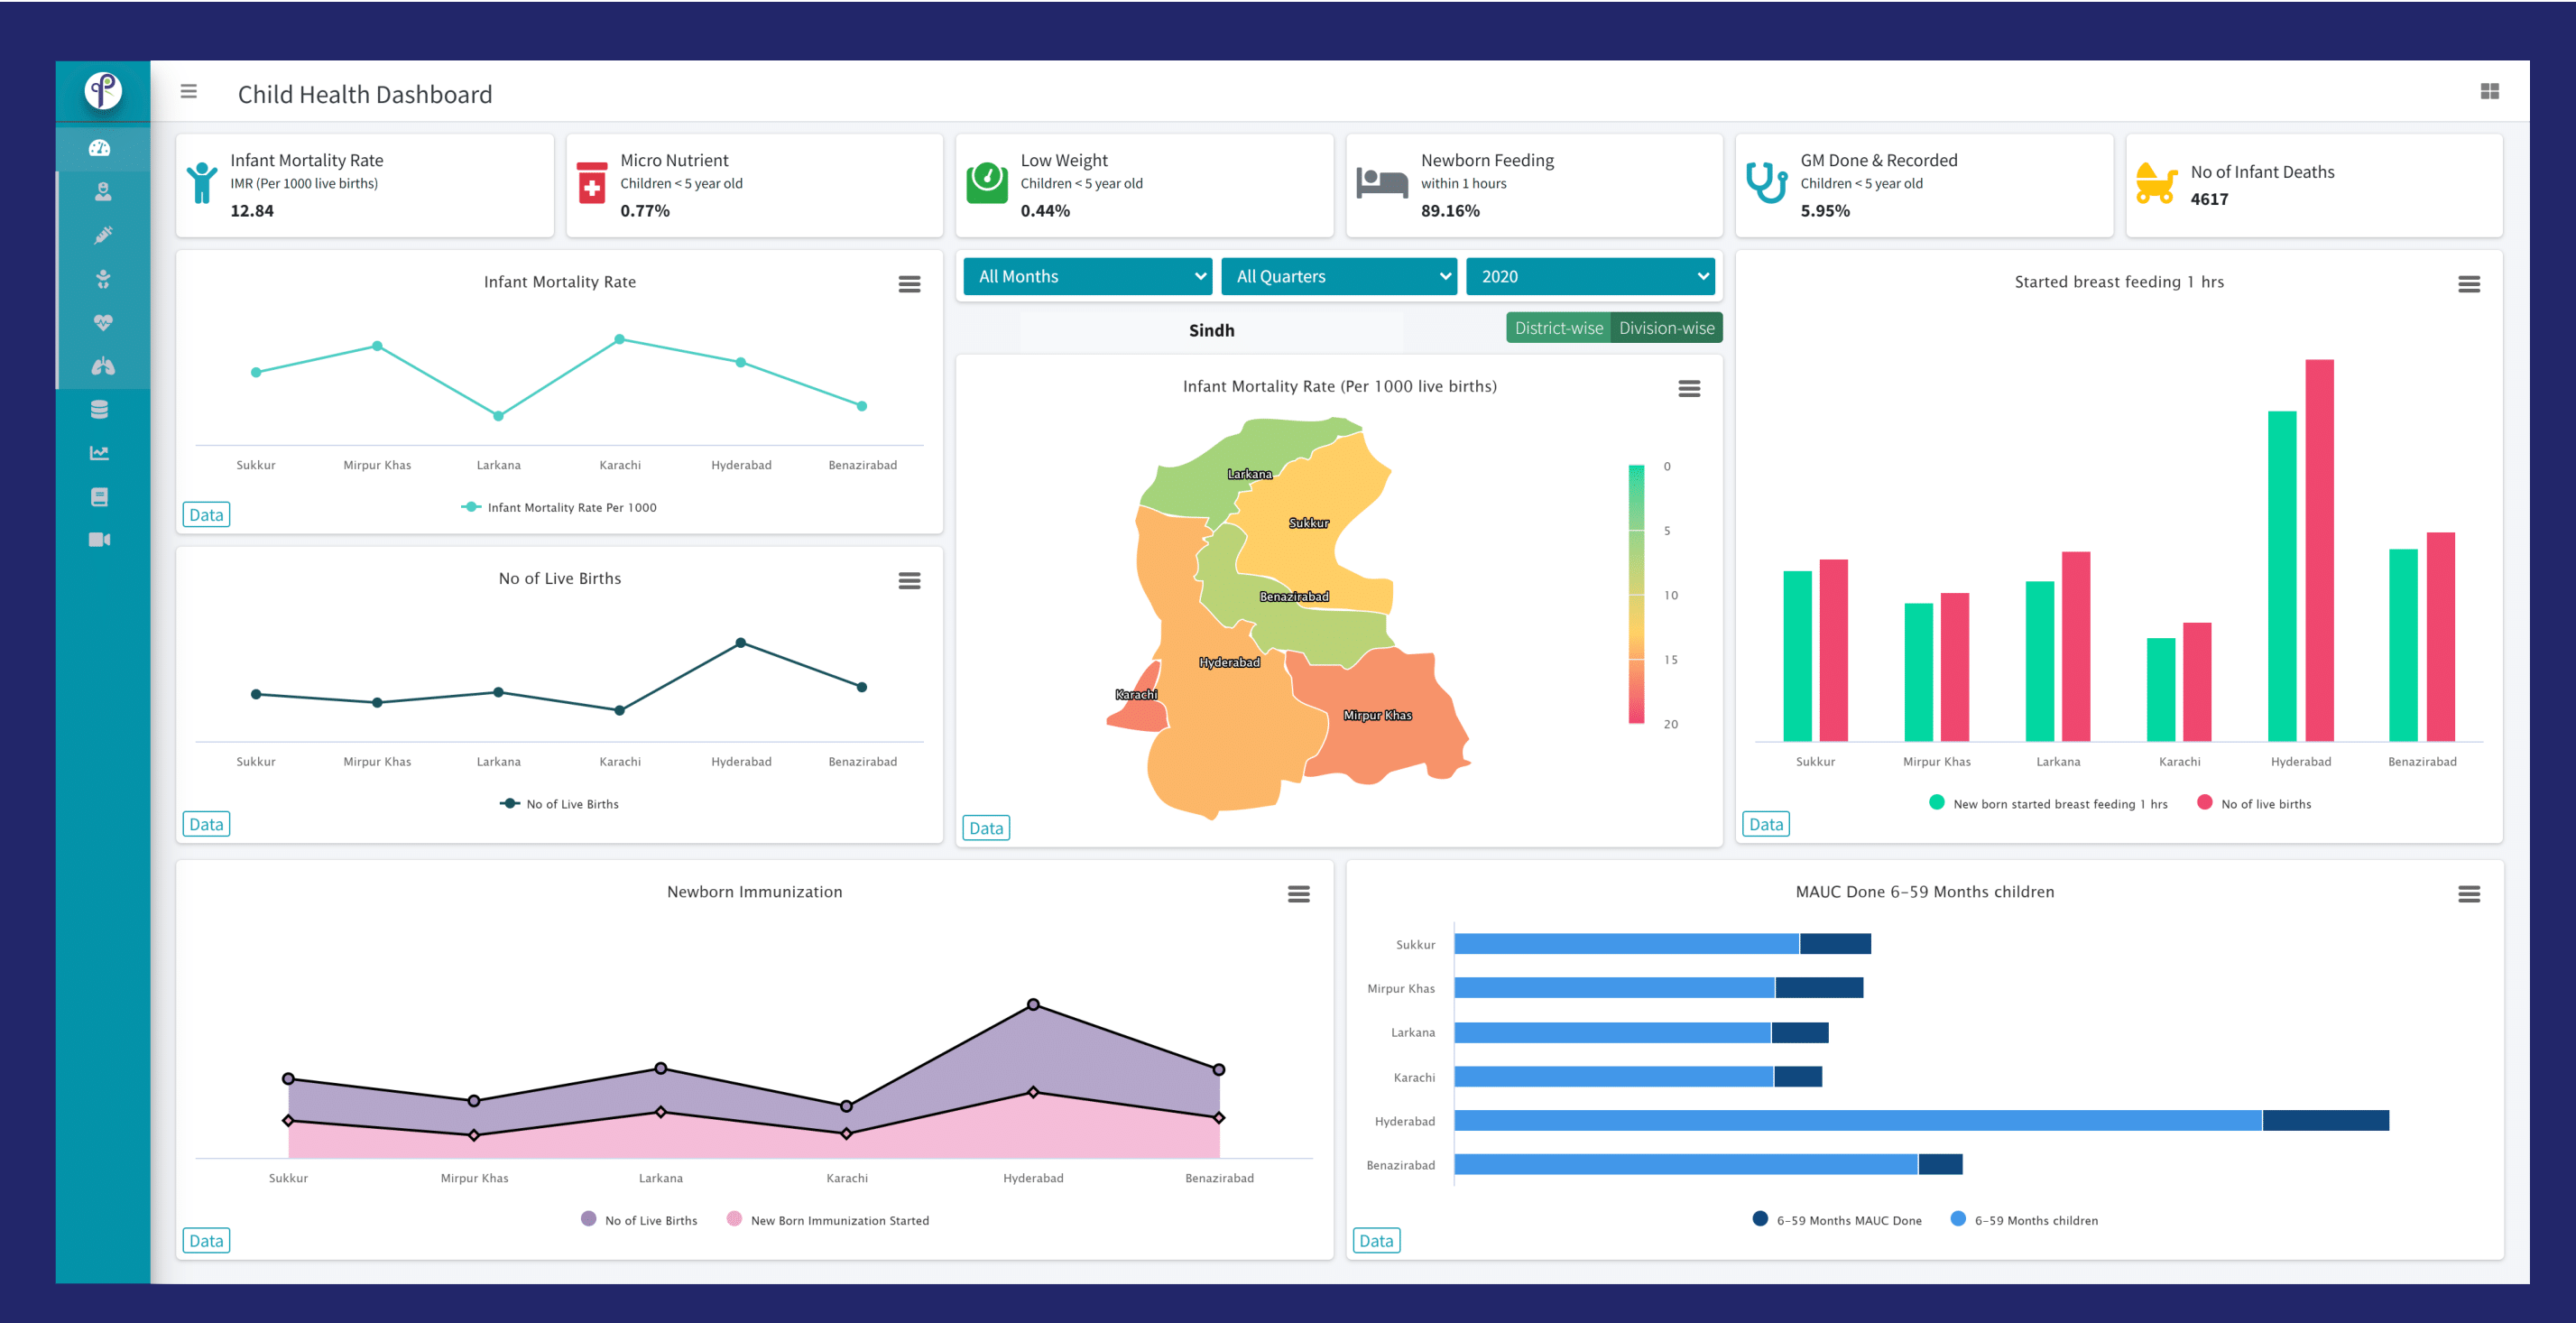 Child Health Dashboard
Infant Mortality Rate
IMR (Per 1000 live births)
12.84
Micro Nutrient
Children < 5 year old
0.77%
Low Weight
Children < 5 year old
0.44%
Newborn Feeding
within 1 hours
89.16%
GM Done & Recorded
Children < 5 year old
5.95%
No of Infant Deaths
4617
Infant Mortality Rate
Sukkur Mirpur Khas Larkana Karachi Hyderabad Benazirabad
Infant Mortality Rate Per 1000
Data
No of Live Births
Sukkur Mirpur Khas Larkana Karachi Hyderabad Benazirabad
No of Live Births
Data
All Months All Quarters 2020
Sindh
District-wise Division-wise
Infant Mortality Rate (Per 1000 live births)
Larkana
Sukkur
Benazirabad
Hyderabad
Karachi
Mirpur Khas
0
5
10
15
20
Data
Started breast feeding 1 hrs
Sukkur Mirpur Khas Larkana Karachi Hyderabad Benazirabad
New born started breast feeding 1 hrs No of live births
Data
Newborn Immunization
Sukkur Mirpur Khas Larkana Karachi Hyderabad Benazirabad
No of Live Births New Born Immunization Started
Data
MAUC Done 6-59 Months children
Sukkur
Mirpur Khas
Larkana
Karachi
Hyderabad
Benazirabad
6-59 Months MAUC Done 6-59 Months children
Data